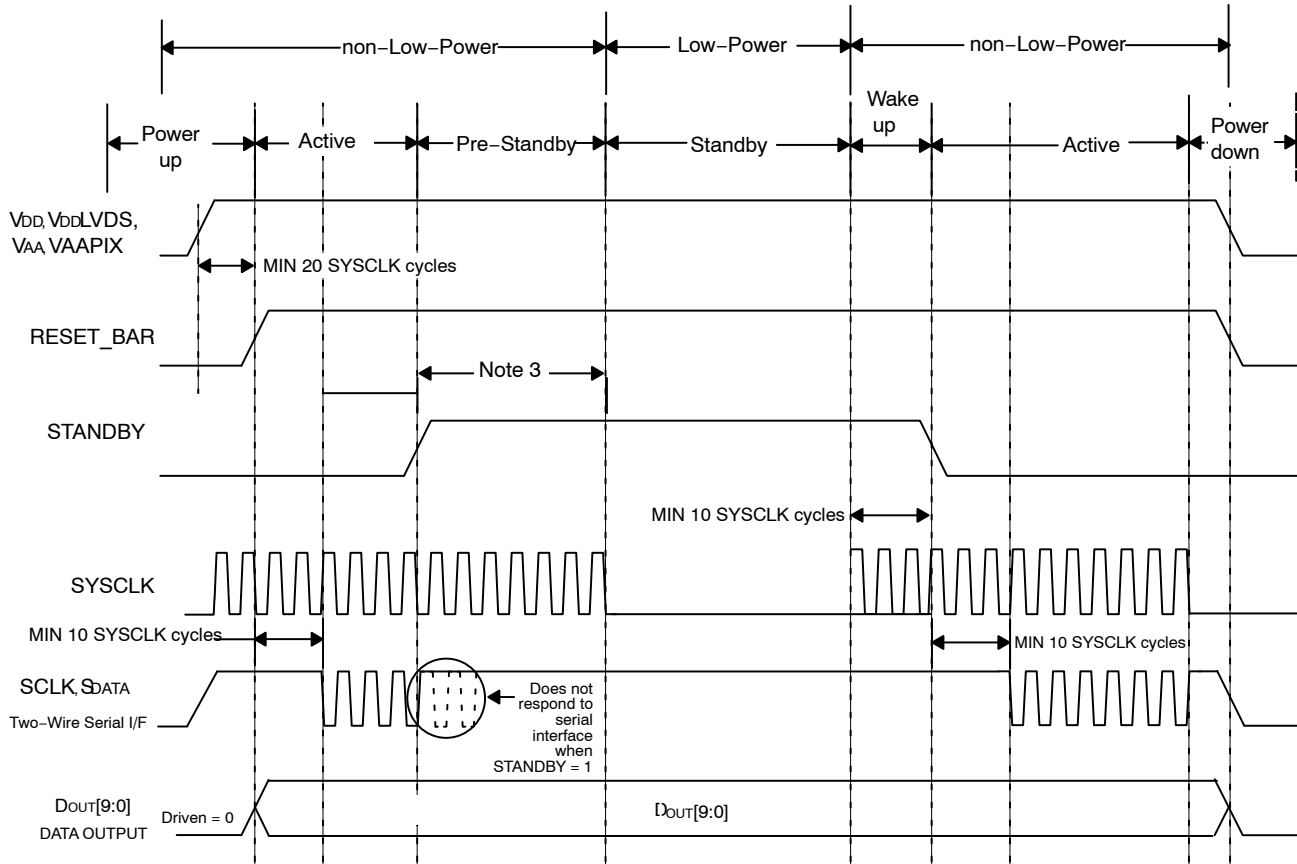 non−Low−Power
Low−Power
non−Low−Power
Power
up
Active
Pre−Standby
Standby
Wake
up
Active
Power
down
VDD, VDDLVDS,
VAA, VAAPIX
MIN 20 SYSCLK cycles
RESET_BAR
Note 3
STANDBY
MIN 10 SYSCLK cycles
SYSCLK
MIN 10 SYSCLK cycles
MIN 10 SYSCLK cycles
SCLK, SDATA
Two−Wire Serial I/F
Does not
respond to
serial
interface
when
STANDBY = 1
DOUT[9:0]
DATA OUTPUT
Driven = 0
DOUT[9:0]